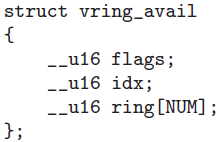 struct vring_avail
{
    __u16 flags;
    __u16 idx;
    __u16 ring[NUM];
};